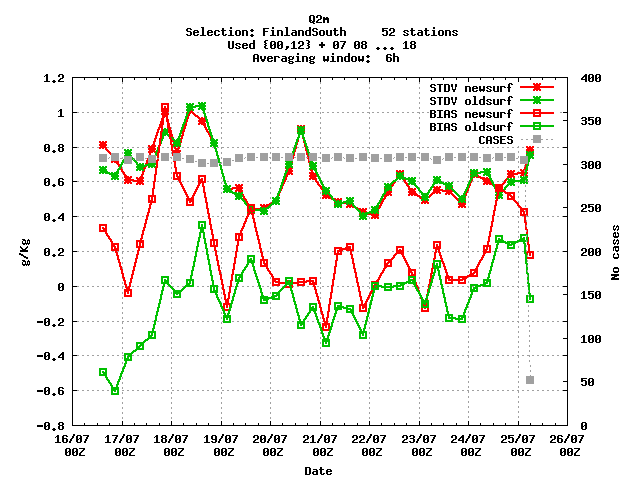 Q2m
Selection: FinlandSouth 52 stations
Used {00,12} + 07 08 ... 18
Averaging window: 6h
STDV newsurf
STDV oldsurf
BIAS newsurf
BIAS oldsurf
CASES
1.2
1
0.8
0.6
0.4
0.2
0
-0.2
-0.4
-0.6
-0.8
g/Kg
400
350
300
250
200
150
100
50
0
No cases
16/07 17/07 18/07 19/07 20/07 21/07 22/07 23/07 24/07 25/07 26/07
00Z 00Z 00Z 00Z 00Z 00Z 00Z 00Z 00Z 00Z 00Z
Date